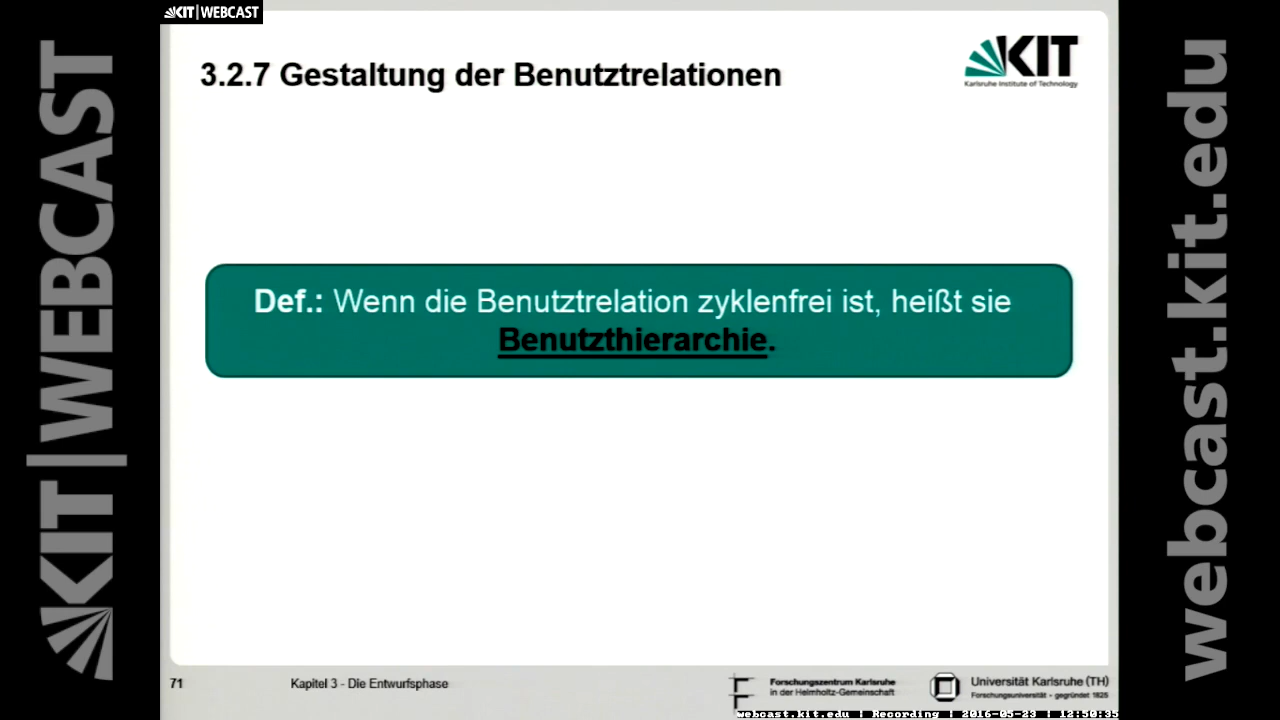 KIT|WEBCAST
KIT|WEBCAST
3.2.7 Gestaltung der Benutztrelationen
KIT
Karlsruhe Institute of Technology
Def.: Wenn die Benutztrelation zyklenfrei ist, heißt sie
Benutzthierarchie.
71
Kapitel 3 - Die Entwurfsphase
Forschungszentrum Karlsruhe
in der Helmholtz-Gemeinschaft
Universität Karlsruhe (TH)
Forschungsuniversität • gegründet 1825
webcast.kit.edu | Recording | 2016-05-23 | 12:50:35
webcast.kit.edu